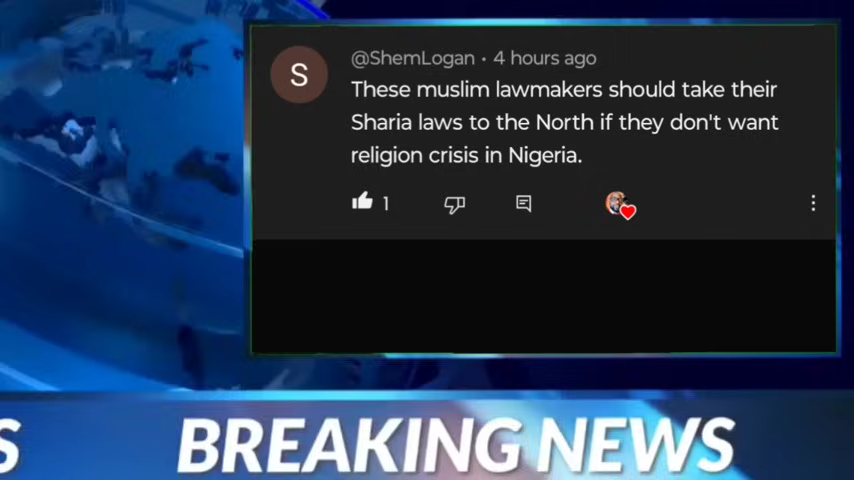 @ShemLogan • 4 hours ago
S
These muslim lawmakers should take their
Sharia laws to the North if they don't want
religion crisis in Nigeria.
1
S BREAKING NEWS